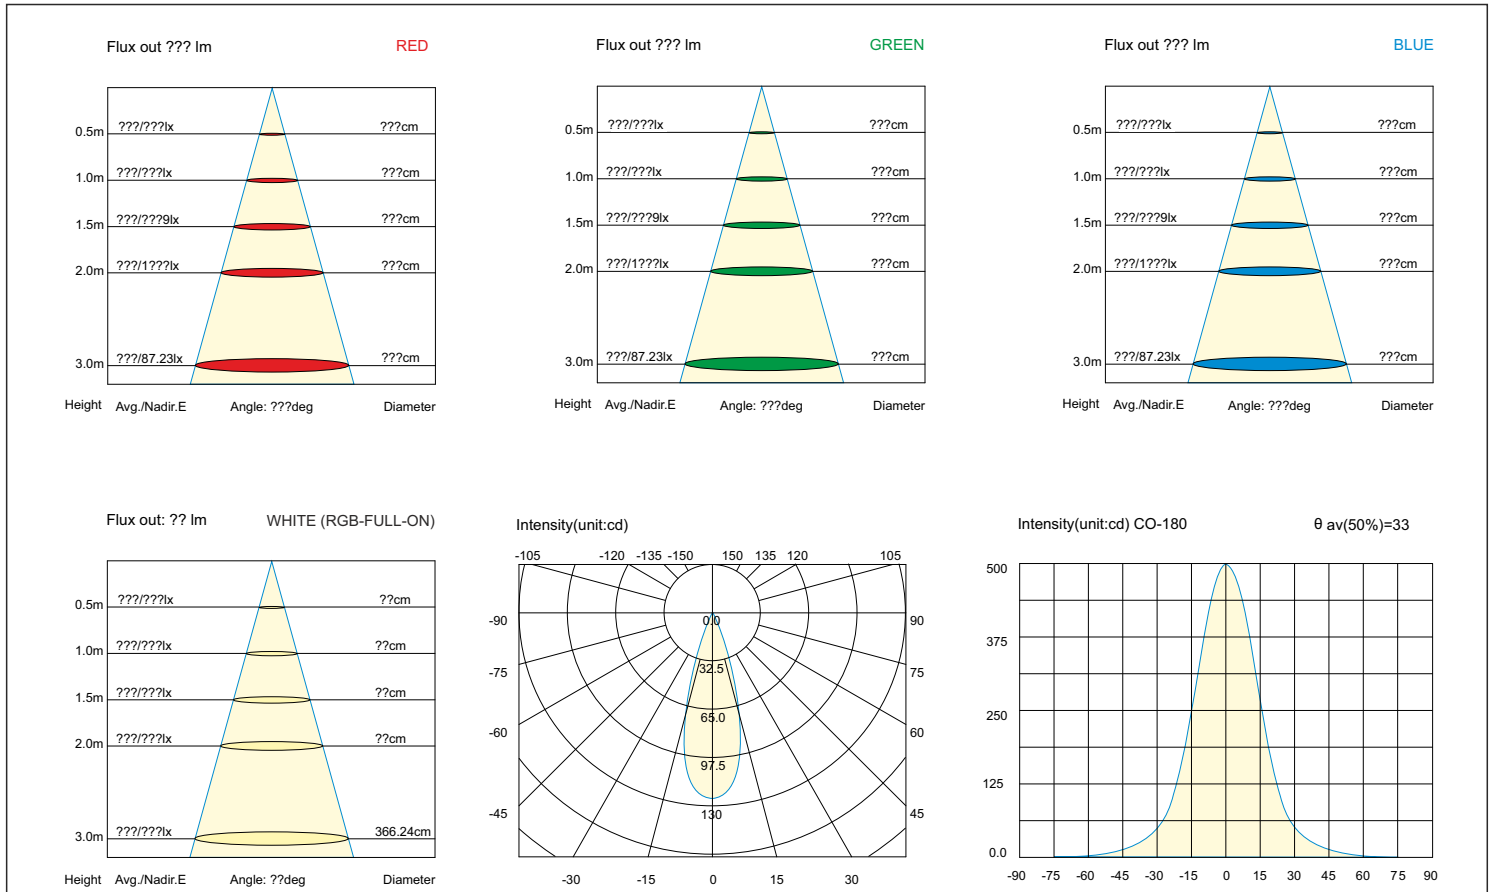 Flux out ??? lm RED
0.5m ???/???lx ???cm
1.0m ???/???lx ???cm
1.5m ???/???9lx ???cm
2.0m ???/1???lx ???cm
3.0m ???/87.23lx ???cm
Height Avg./Nadir.E Angle: ???deg Diameter
Flux out ??? lm GREEN
0.5m ???/???lx ???cm
1.0m ???/???lx ???cm
1.5m ???/???9lx ???cm
2.0m ???/1???lx ???cm
3.0m ???/87.23lx ???cm
Height Avg./Nadir.E Angle: ???deg Diameter
Flux out ??? lm BLUE
0.5m ???/???lx ???cm
1.0m ???/???lx ???cm
1.5m ???/???9lx ???cm
2.0m ???/1???lx ???cm
3.0m ???/87.23lx ???cm
Height Avg./Nadir.E Angle: ???deg Diameter
Flux out: ?? lm WHITE (RGB-FULL-ON)
0.5m ???/???lx ??cm
1.0m ???/???lx ??cm
1.5m ???/???lx ??cm
2.0m ???/???lx ??cm
3.0m ???/???lx 366.24cm
Height Avg./Nadir.E Angle: ??deg Diameter
Intensity(unit:cd)
-105 -120 -135 -150 150 135 120 105
-90 0.0 90
32.5
-75 75
65.0
-60 60
97.5
-45 130 45
-30 -15 0 15 30
Intensity(unit:cd) CO-180 θ av(50%)=33
500
375
250
125
0.0
-90 -75 -60 -45 -30 -15 0 15 30 45 60 75 90